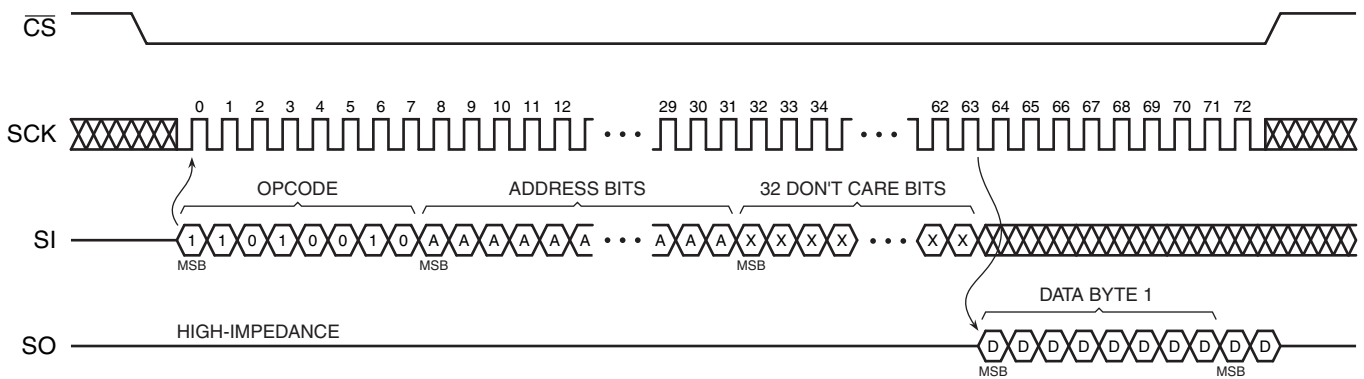 CS
0 1 2 3 4 5 6 7 8 9 10 11 12 29 30 31 32 33 34 62 63 64 65 66 67 68 69 70 71 72
SCK • • • • • •
OPCODE ADDRESS BITS 32 DON'T CARE BITS
SI 1 1 0 1 0 0 1 0 A A A A A A • • • A A A X X X X • • • X X
MSB MSB MSB
DATA BYTE 1
HIGH-IMPEDANCE
SO D D D D D D D D D D
MSB MSB